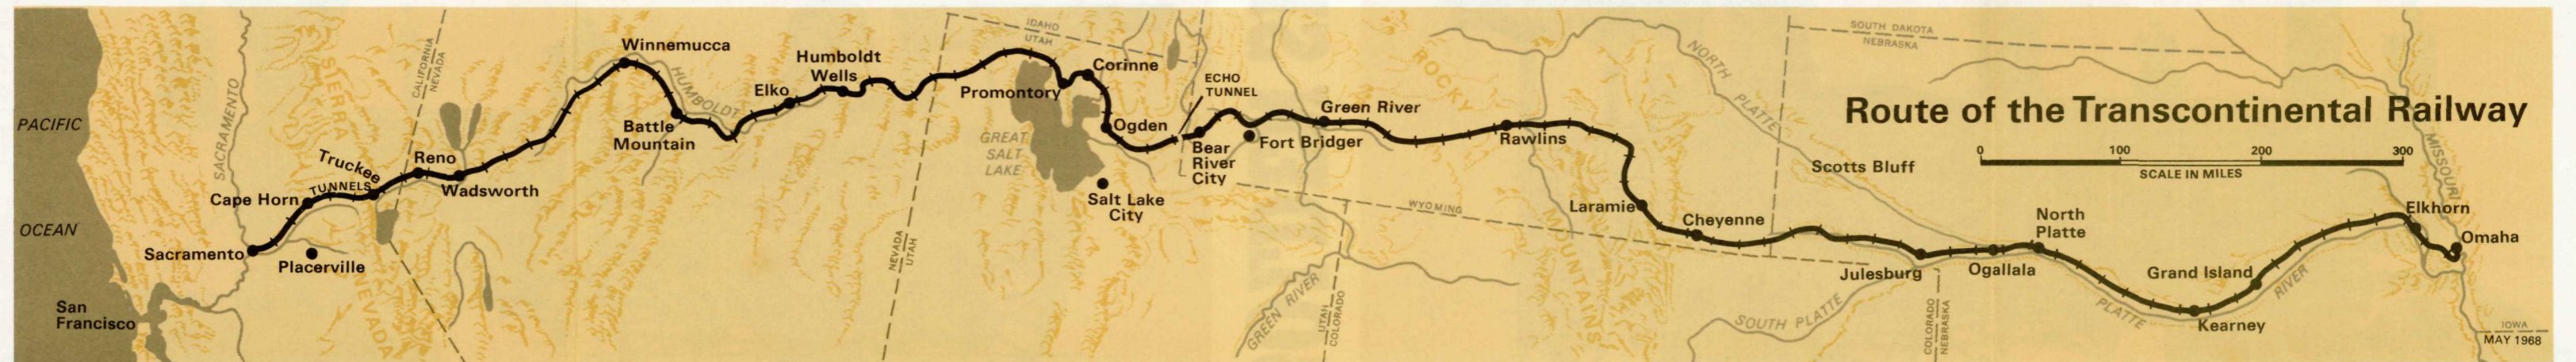 Route of the Transcontinental Railway
0 100 200 300
SCALE IN MILES
PACIFIC
OCEAN
San
Francisco
SACRAMENTO
Sacramento
Placerville
Cape Horn
TUNNELS
Truckee
SIERRA
NEVADA
CALIFORNIA
NEVADA
Reno
Wadsworth
Winnemucca
HUMBOLDT
Battle
Mountain
Elko
Humboldt
Wells
NEVADA
UTAH
IDAHO
UTAH
Promontory
Corinne
GREAT
SALT
LAKE
Ogden
Salt Lake
City
ECHO
TUNNEL
Bear
River
City
Fort Bridger
Green River
GREEN RIVER
UTAH
COLORADO
WYOMING
ROCKY
MOUNTAINS
Rawlins
Laramie
Cheyenne
NORTH
PLATTE
SOUTH DAKOTA
NEBRASKA
Scotts Bluff
Julesburg
SOUTH PLATTE
COLORADO
NEBRASKA
Ogallala
North
Platte
PLATTE
RIVER
Kearney
Grand Island
Elkhorn
Omaha
MISSOURI
IOWA
MAY 1968